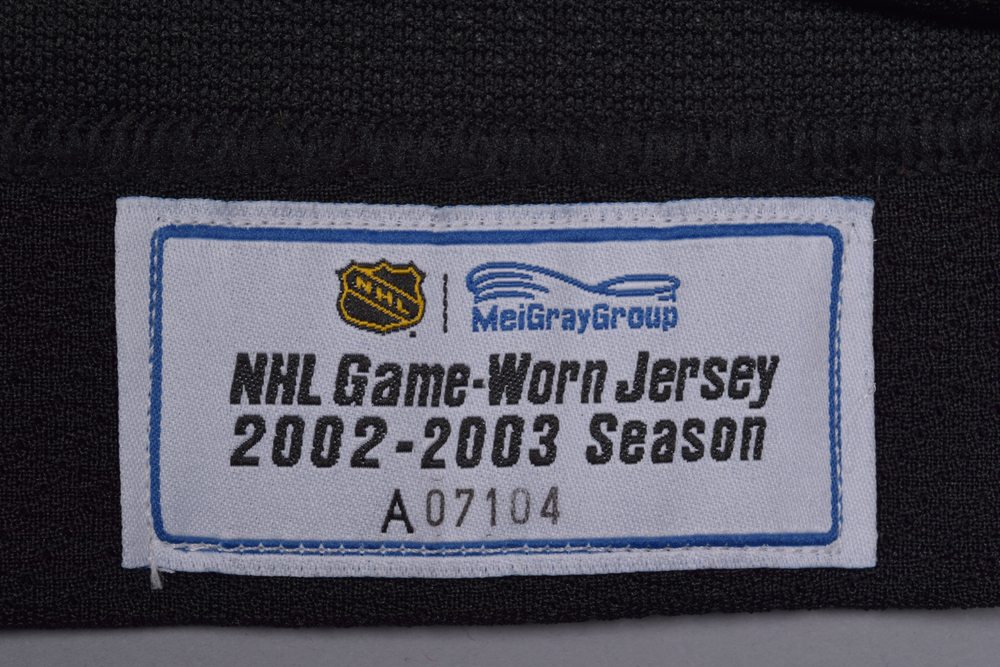 NHL
MeiGrayGroup
NHL Game-Worn Jersey
2002-2003 Season
A07104